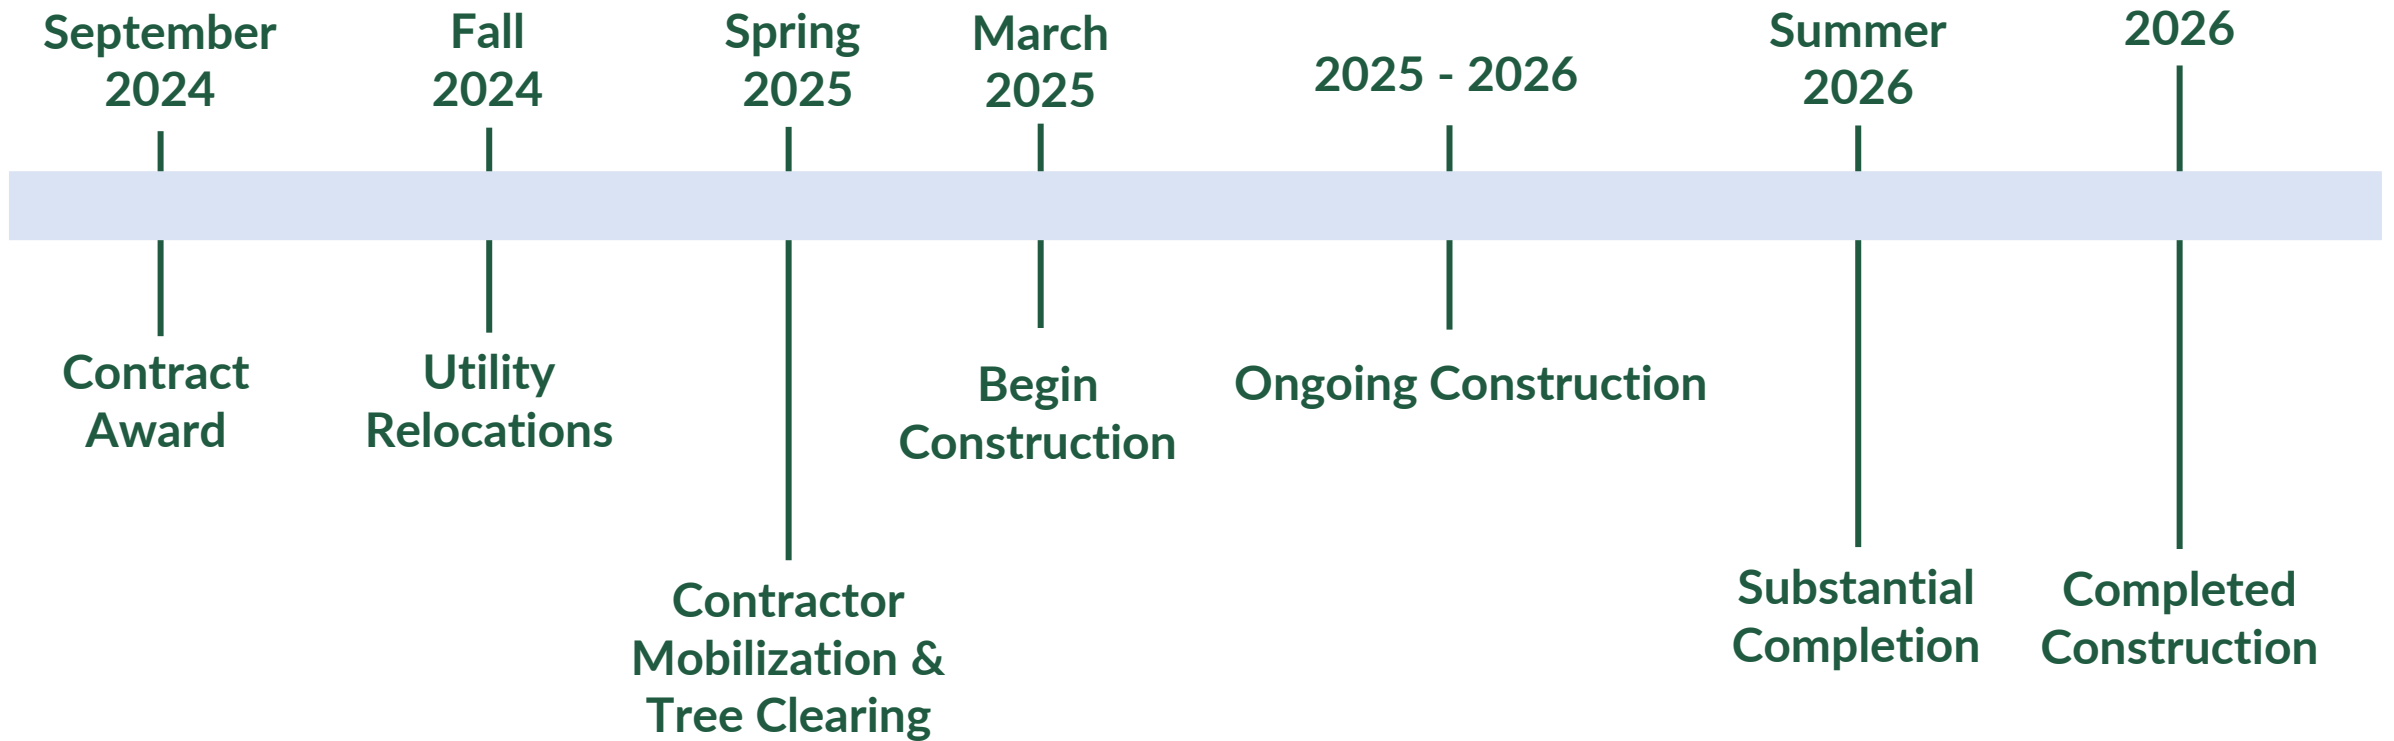 September
2024
Fall
2024
Spring
2025
March
2025
2025 - 2026
Summer
2026
2026
Contract
Award
Utility
Relocations
Contractor
Mobilization &
Tree Clearing
Begin
Construction
Ongoing Construction
Substantial
Completion
Completed
Construction